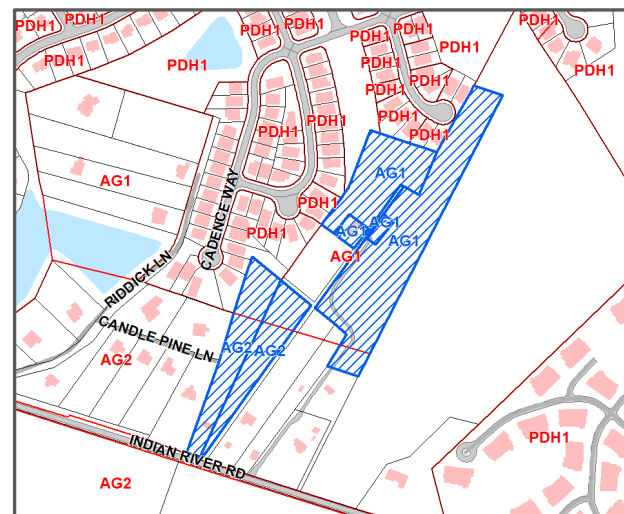 PDH1
PDH1
PDH1
PDH1
PDH1
PDH1
PDH1
PDH1
PDH1
PDH1
PDH1
PDH1
PDH1
PDH1
AG1
AG1
CADENCE WAY
PDH1
PDH1
AG1
AG1
AG1
AG1
RIDDICK LN
CANDLE PINE LN
AG2
AG2
AG2
INDIAN RIVER RD
PDH1
AG2